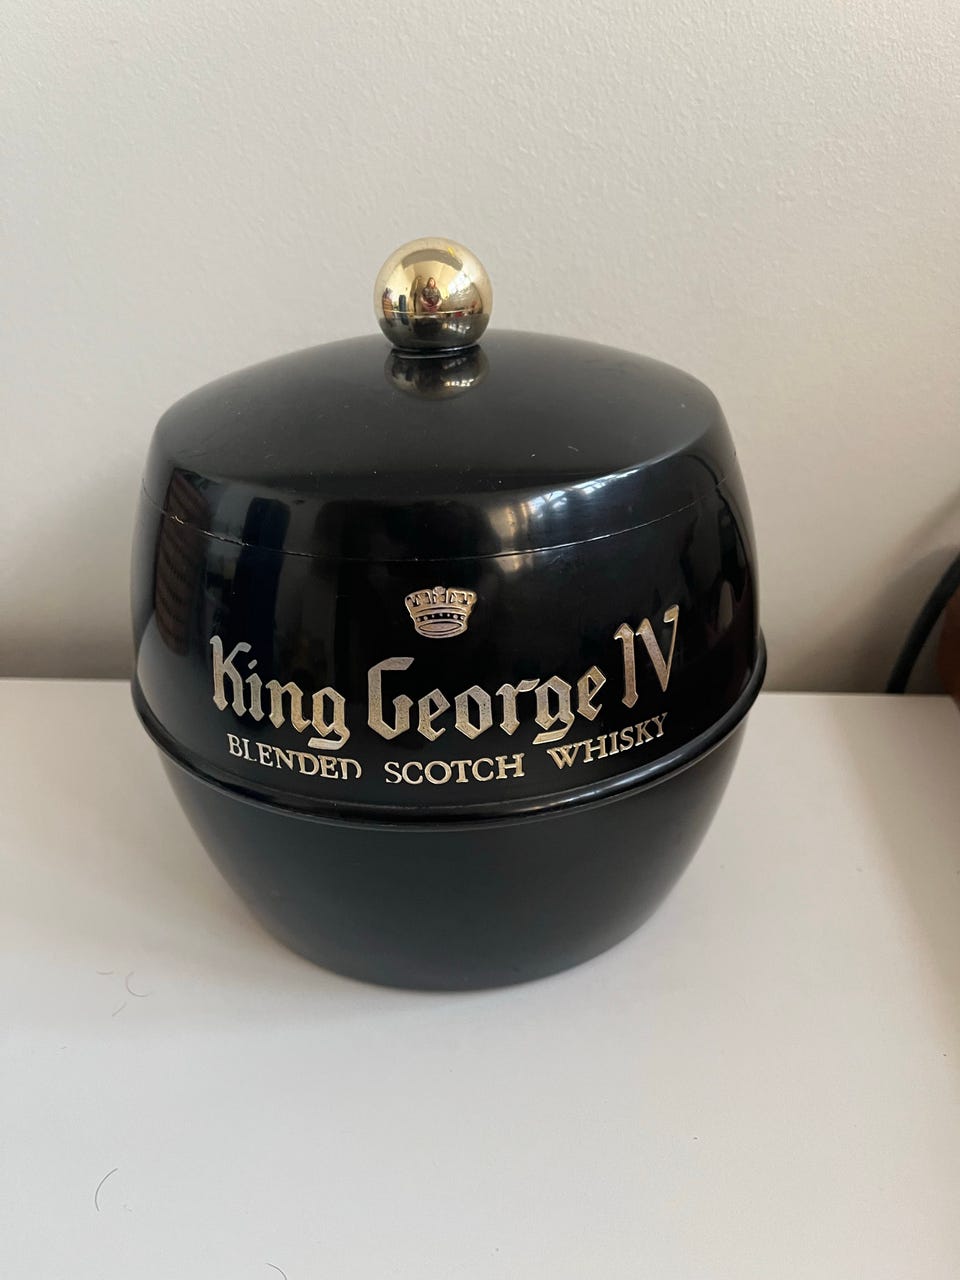 King George IV
BLENDED SCOTCH WHISKY